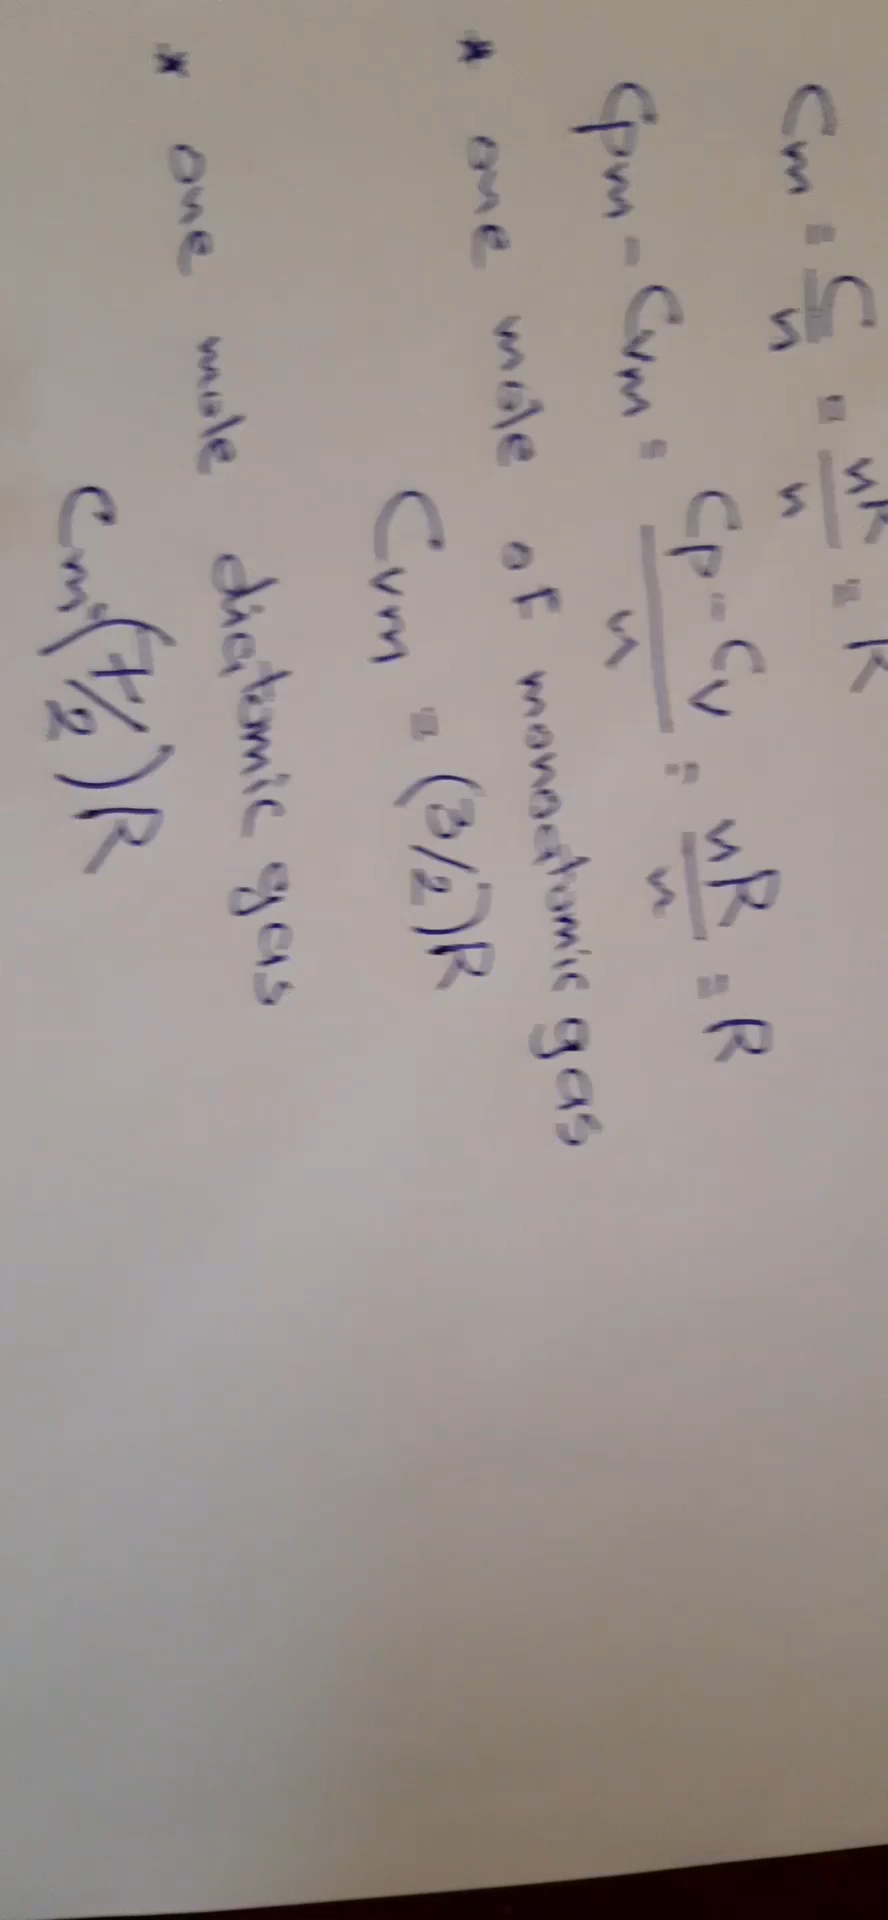 Cm = C/n = nR/n = R
Cpm - Cvm = Cp - Cv/n = nR/n = R
* one mole of monoatomic gas
Cvm = (3/2)R
* one mole diatomic gas
Cm = (7/2)R